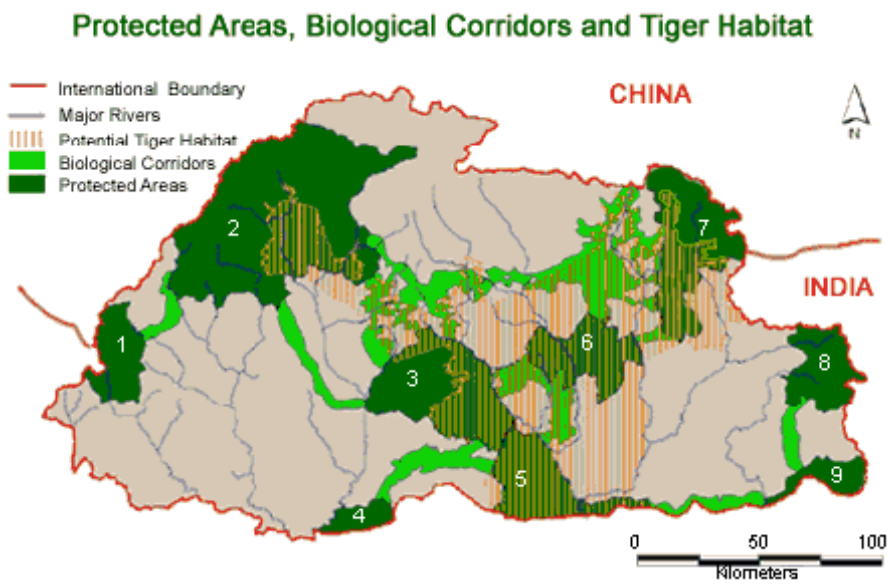 Protected Areas, Biological Corridors and Tiger Habitat
International Boundary
Major Rivers
Potential Tiger Habitat
Biological Corridors
Protected Areas
CHINA
N
INDIA
1
2
3
4
5
6
7
8
9
0 50 100
Kilometers